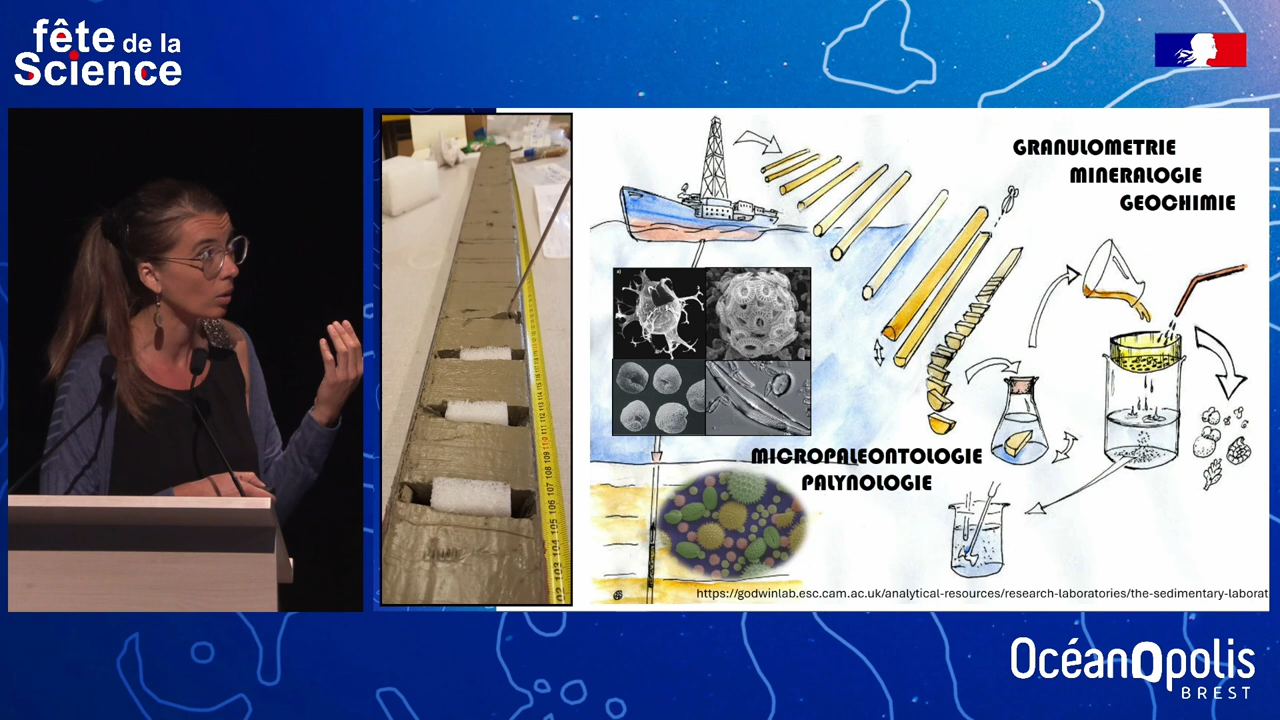 fête de la
Science
GRANULOMETRIE
MINERALOGIE
GEOCHIMIE
a)
MICROPALEONTOLOGIE
PALYNOLOGIE
https://godwinlab.esc.cam.ac.uk/analytical-resources/research-laboratories/the-sedimentary-laborat
OcéanOpolis
BREST